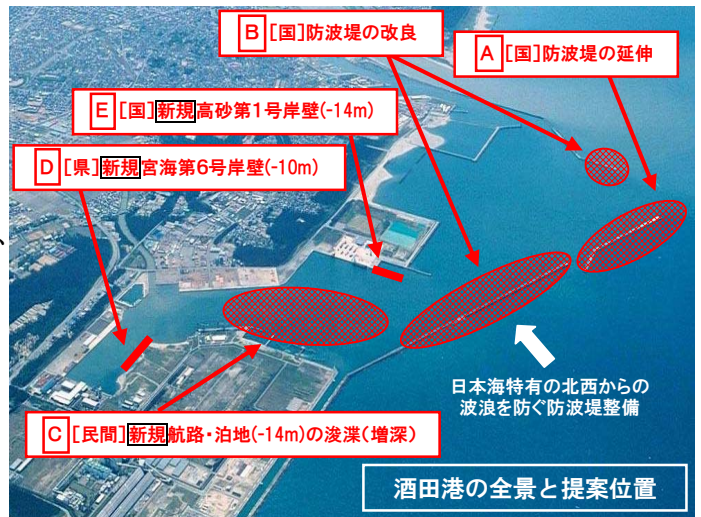 B [国]防波堤の改良
A [国]防波堤の延伸
E [国]新規高砂第1号岸壁(-14m)
D [県]新規宮海第6号岸壁(-10m)
、
日本海特有の北西からの
波浪を防ぐ防波堤整備
C [民間]新規航路・泊地(-14m)の浚渫(増深)
酒田港の全景と提案位置